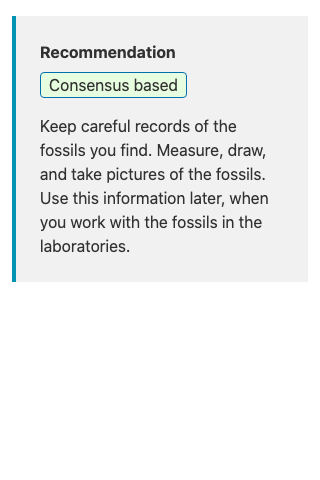 Recommendation
Consensus based
Keep careful records of the
fossils you find. Measure, draw,
and take pictures of the fossils.
Use this information later, when
you work with the fossils in the
laboratories.